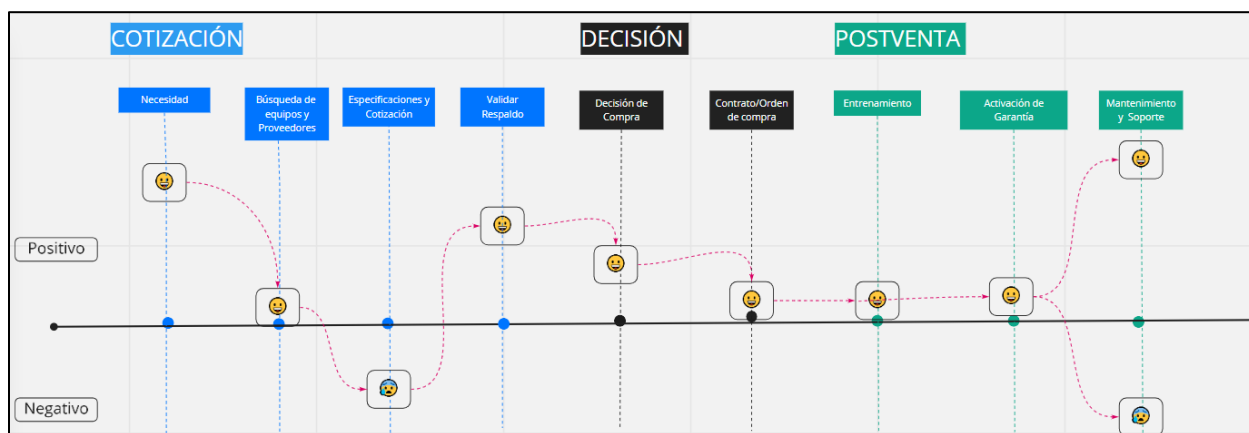 COTIZACIÓN
DECISIÓN
POSTVENTA
Necesidad
Búsqueda de
equipos y
Proveedores
Especificaciones y
Cotización
Validar
Respaldo
Decisión de
Compra
Contrato/Orden
de compra
Entrenamiento
Activación de
Garantía
Mantenimiento
y Soporte
Positivo
Negativo